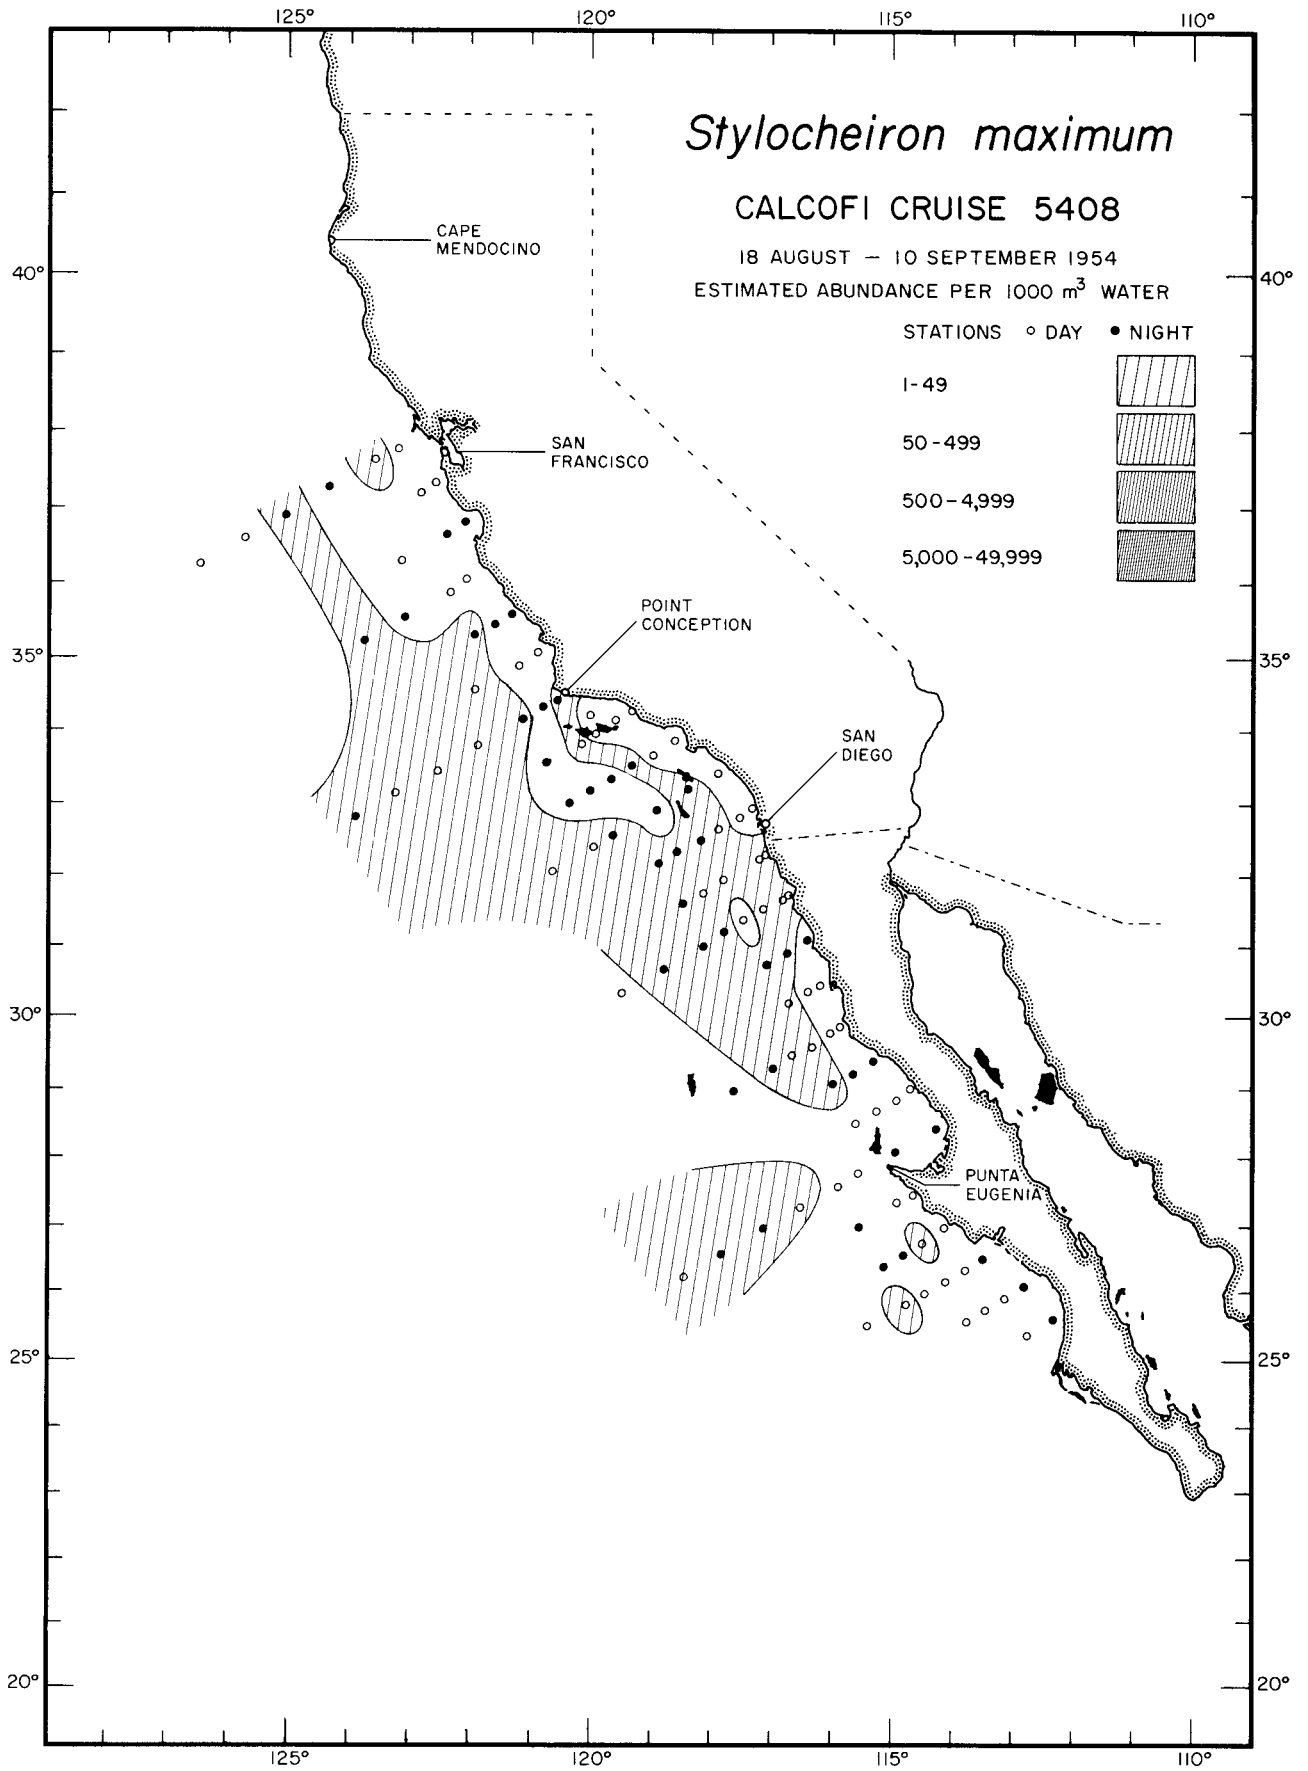 125° 120° 115° 110°
Stylocheiron maximum
CALCOFI CRUISE 5408
18 AUGUST — 10 SEPTEMBER 1954
ESTIMATED ABUNDANCE PER 1000 m³ WATER
STATIONS ○ DAY ● NIGHT
1-49
50-499
500-4,999
5,000-49,999
CAPE
MENDOCINO
40° 40°
SAN
FRANCISCO
POINT
CONCEPTION
35° 35°
SAN
DIEGO
30° 30°
PUNTA
EUGENIA
25° 25°
20° 20°
125° 120° 115° 110°